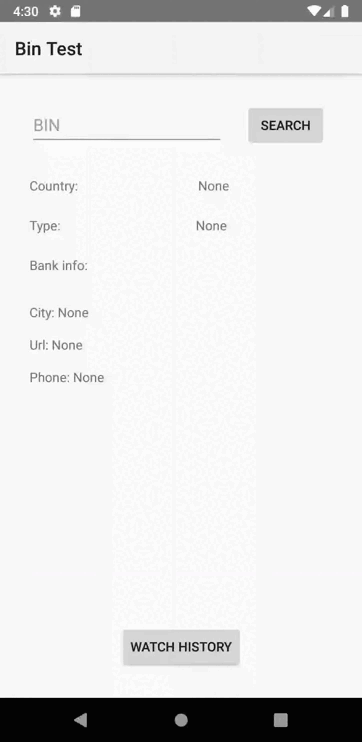 4:30
Bin Test
BIN SEARCH
Country: None
Type: None
Bank info:
City: None
Url: None
Phone: None
WATCH HISTORY